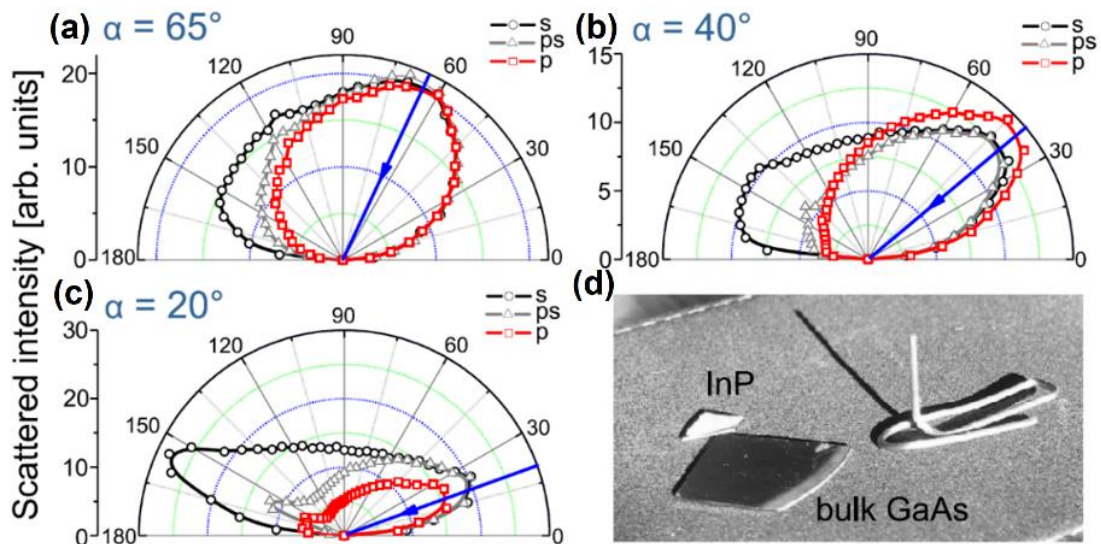 Scattered intensity [arb. units]
(a) α = 65°
s
ps
p
20
15
10
5
0
180
150
120
90
60
30
0
(b) α = 40°
s
ps
p
15
10
5
0
180
150
120
90
60
30
0
(c) α = 20°
s
ps
p
30
20
10
0
180
150
120
90
60
30
0
(d)
InP
bulk GaAs